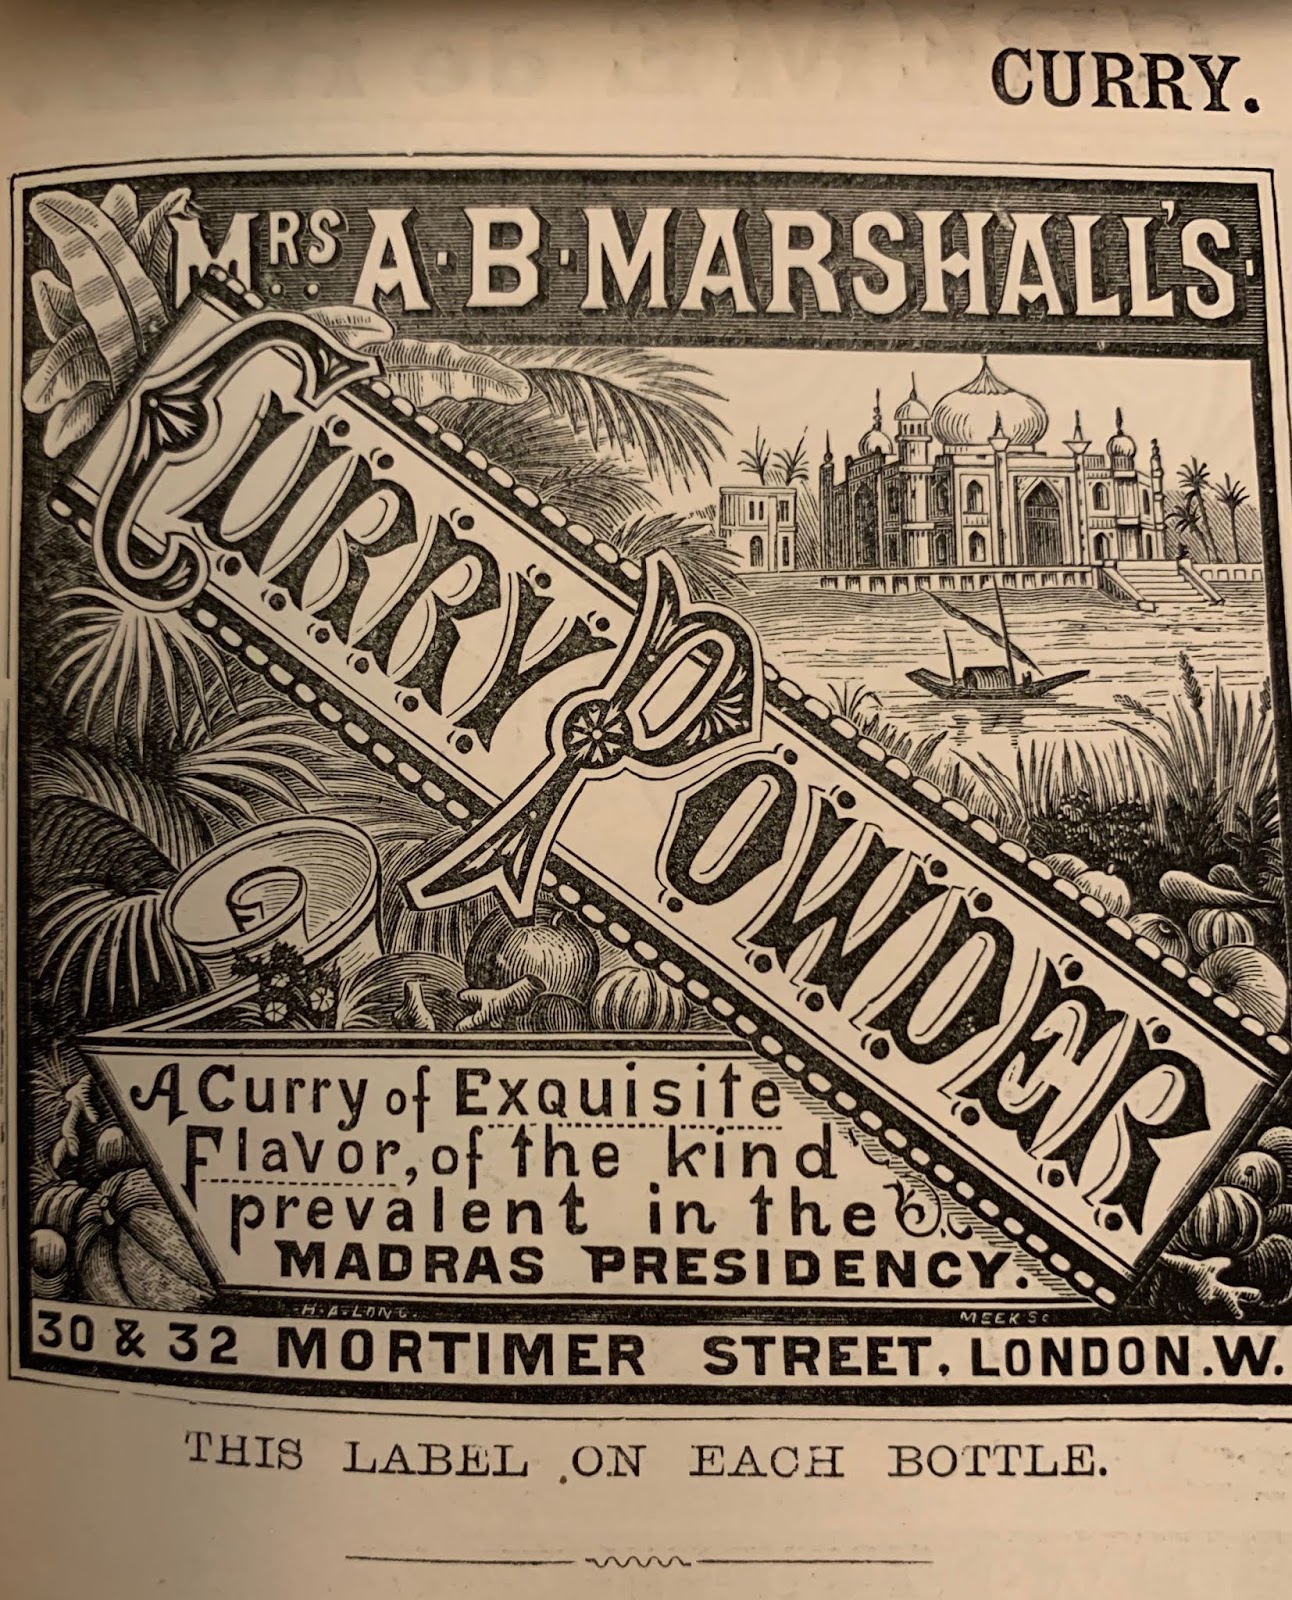 CURRY.
MRS A·B·MARSHALL'S·
CURRY POWDER
A Curry of Exquisite
Flavor, of the kind
prevalent in the
MADRAS PRESIDENCY.
H·A·LONG.
MEEK Sc
30 & 32 MORTIMER STREET, LONDON.W.
THIS LABEL ON EACH BOTTLE.